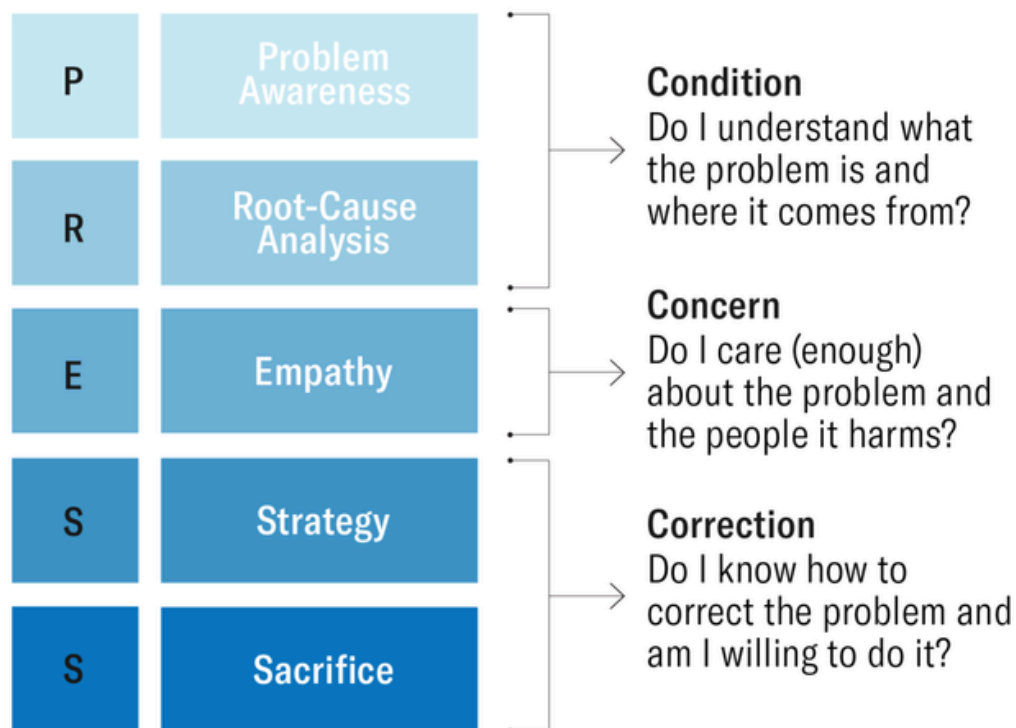 P
Problem
Awareness
R
Root-Cause
Analysis
E
Empathy
S
Strategy
S
Sacrifice
Condition
Do I understand what
the problem is and
where it comes from?
Concern
Do I care (enough)
about the problem and
the people it harms?
Correction
Do I know how to
correct the problem and
am I willing to do it?